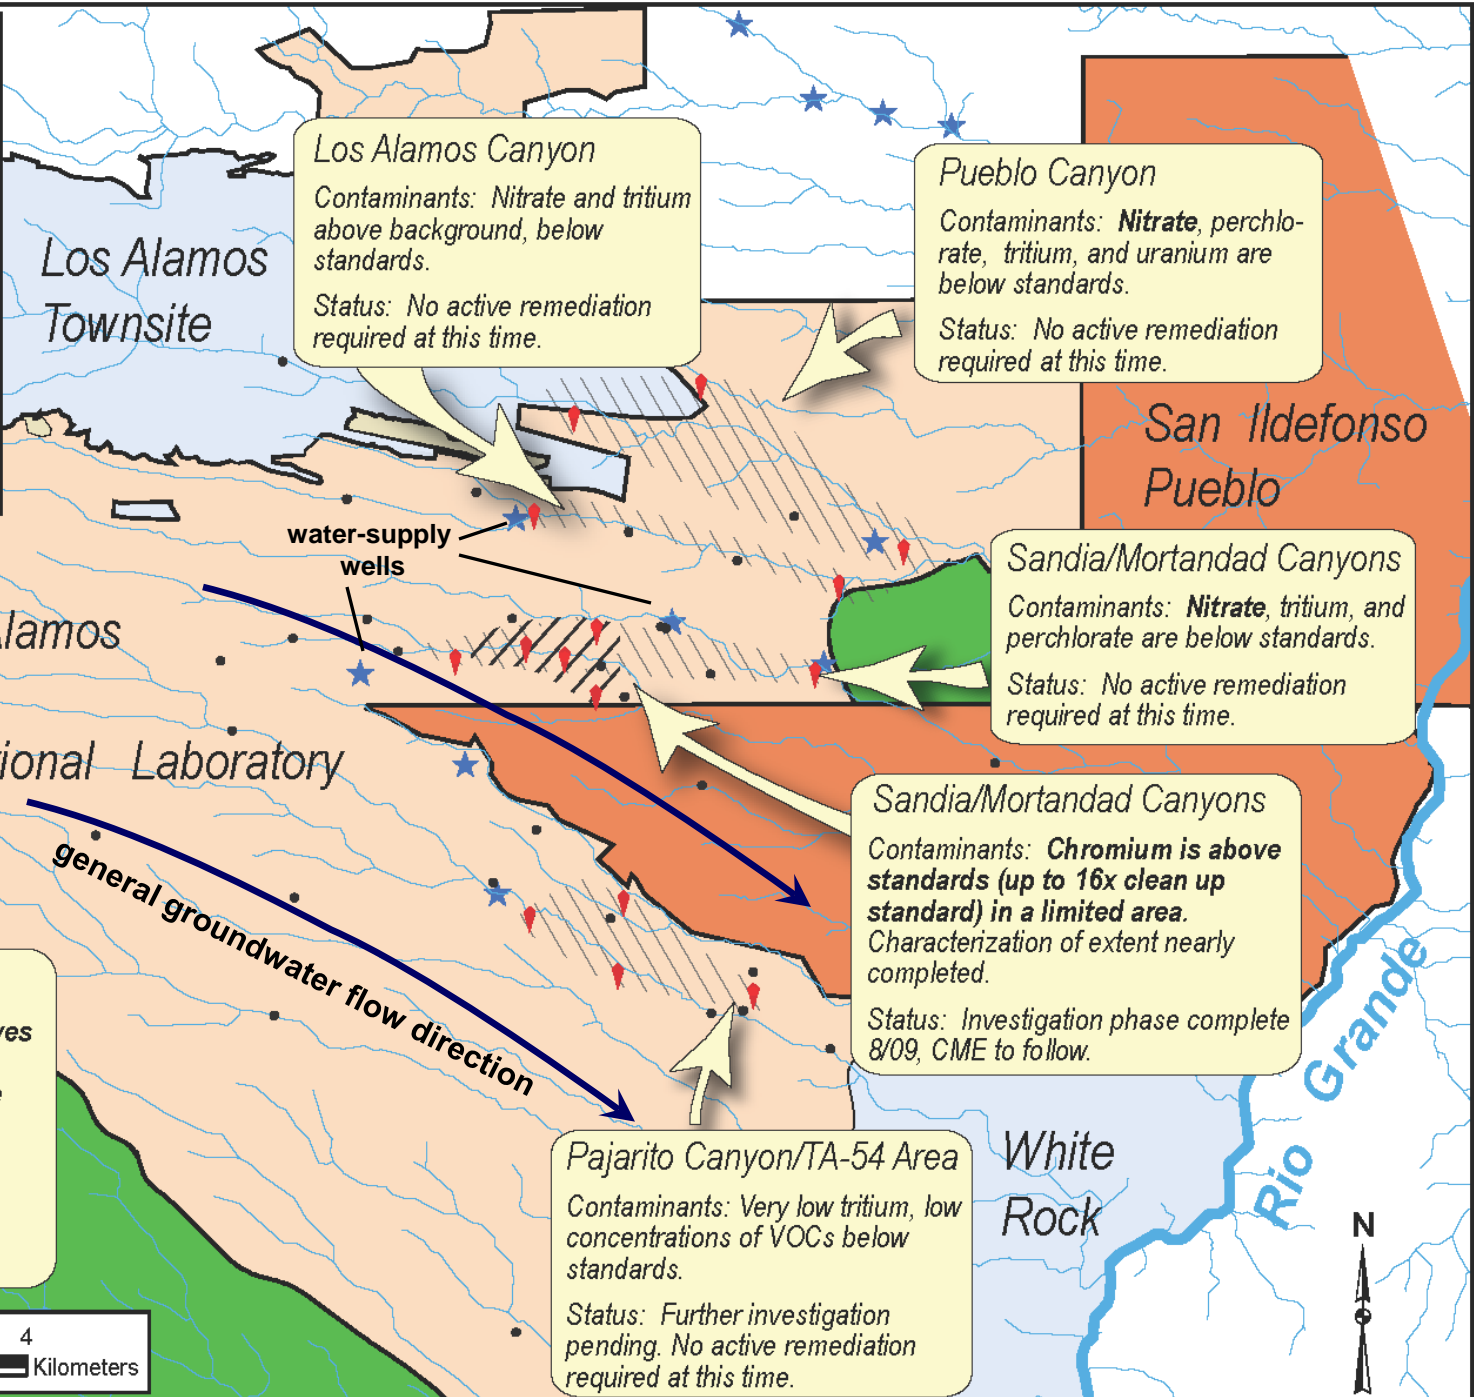 Los Alamos Canyon
Contaminants: Nitrate and tritium
above background, below
standards.
Status: No active remediation
required at this time.
Pueblo Canyon
Contaminants: Nitrate, perchlo-
rate, tritium, and uranium are
below standards.
Status: No active remediation
required at this time.
Los Alamos
Townsite
San Ildefonso
Pueblo
water-supply
wells
Sandia/Mortandad Canyons
Contaminants: Nitrate, tritium, and
perchlorate are below standards.
Status: No active remediation
required at this time.
lamos
ional Laboratory
Sandia/Mortandad Canyons
Contaminants: Chromium is above
standards (up to 16x clean up
standard) in a limited area.
Characterization of extent nearly
completed.
Status: Investigation phase complete
8/09, CME to follow.
general groundwater flow direction
Rio Grande
White
Rock
Pajarito Canyon/TA-54 Area
Contaminants: Very low tritium, low
concentrations of VOCs below
standards.
Status: Further investigation
pending. No active remediation
required at this time.
N
4
Kilometers